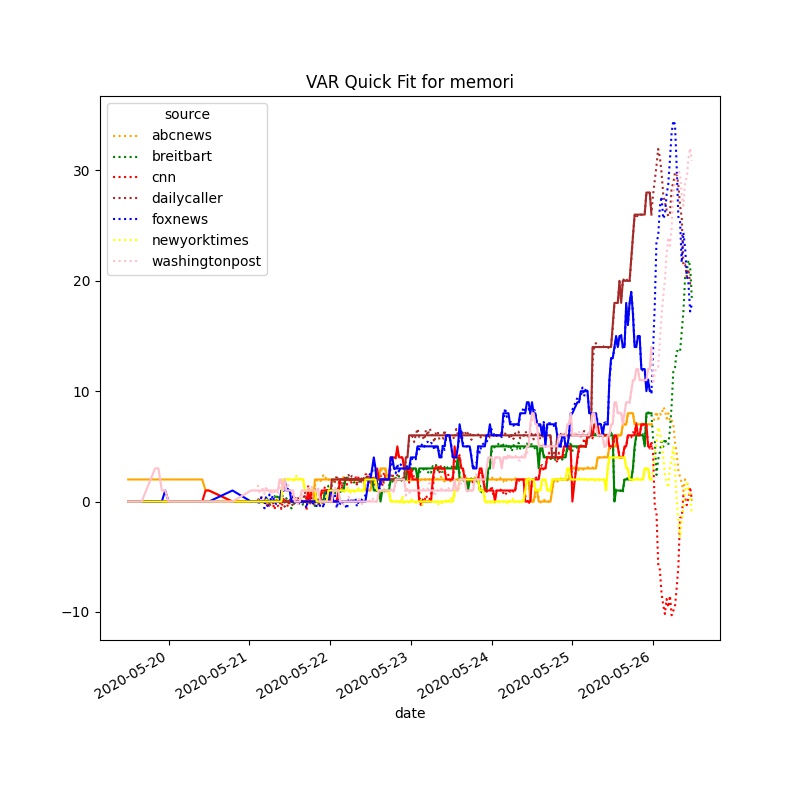 VAR Quick Fit for memori
source
abcnews
breitbart
cnn
dailycaller
foxnews
newyorktimes
washingtonpost
30
20
10
0
−10
2020-05-20
2020-05-21
2020-05-22
2020-05-23
2020-05-24
2020-05-25
2020-05-26
date